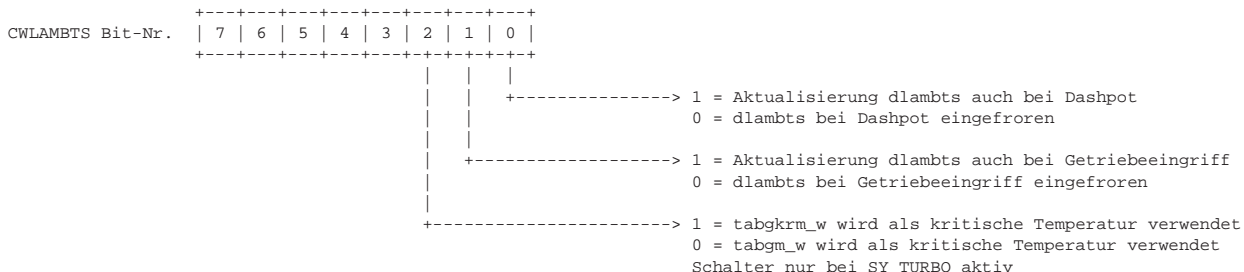 +---+---+---+---+---+---+---+---+
CWLAMBTS Bit-Nr. | 7 | 6 | 5 | 4 | 3 | 2 | 1 | 0 |
+---+---+---+---+---+-+-+-+-+-+-+
| | |
| | +---------------> 1 = Aktualisierung dlambts auch bei Dashpot
| | 0 = dlambts bei Dashpot eingefroren
| |
| +-------------------> 1 = Aktualisierung dlambts auch bei Getriebeeingriff
| 0 = dlambts bei Getriebeeingriff eingefroren
|
+-----------------------> 1 = tabgkrm_w wird als kritische Temperatur verwendet
0 = tabgm_w wird als kritische Temperatur verwendet
Schalter nur bei SY_TURBO aktiv